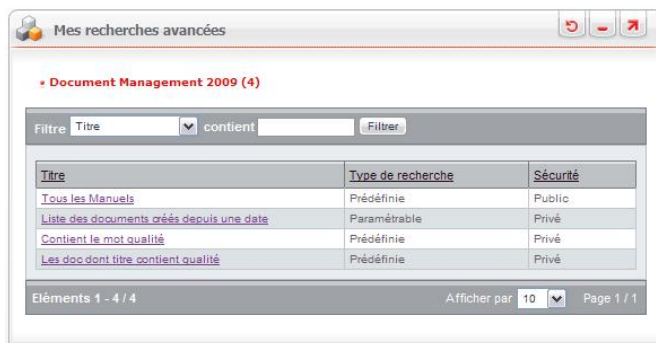 Mes recherches avancées
Document Management 2009 (4)
Filtre Titre contient Filtrer
Titre Type de recherche Sécurité
Tous les Manuels Prédéfinie Public
Liste des documents créés depuis une date Paramétrable Privé
Contient le mot qualité Prédéfinie Privé
Les doc dont titre contient qualité Prédéfinie Privé
Eléments 1 - 4 / 4 Afficher par 10 Page 1 / 1